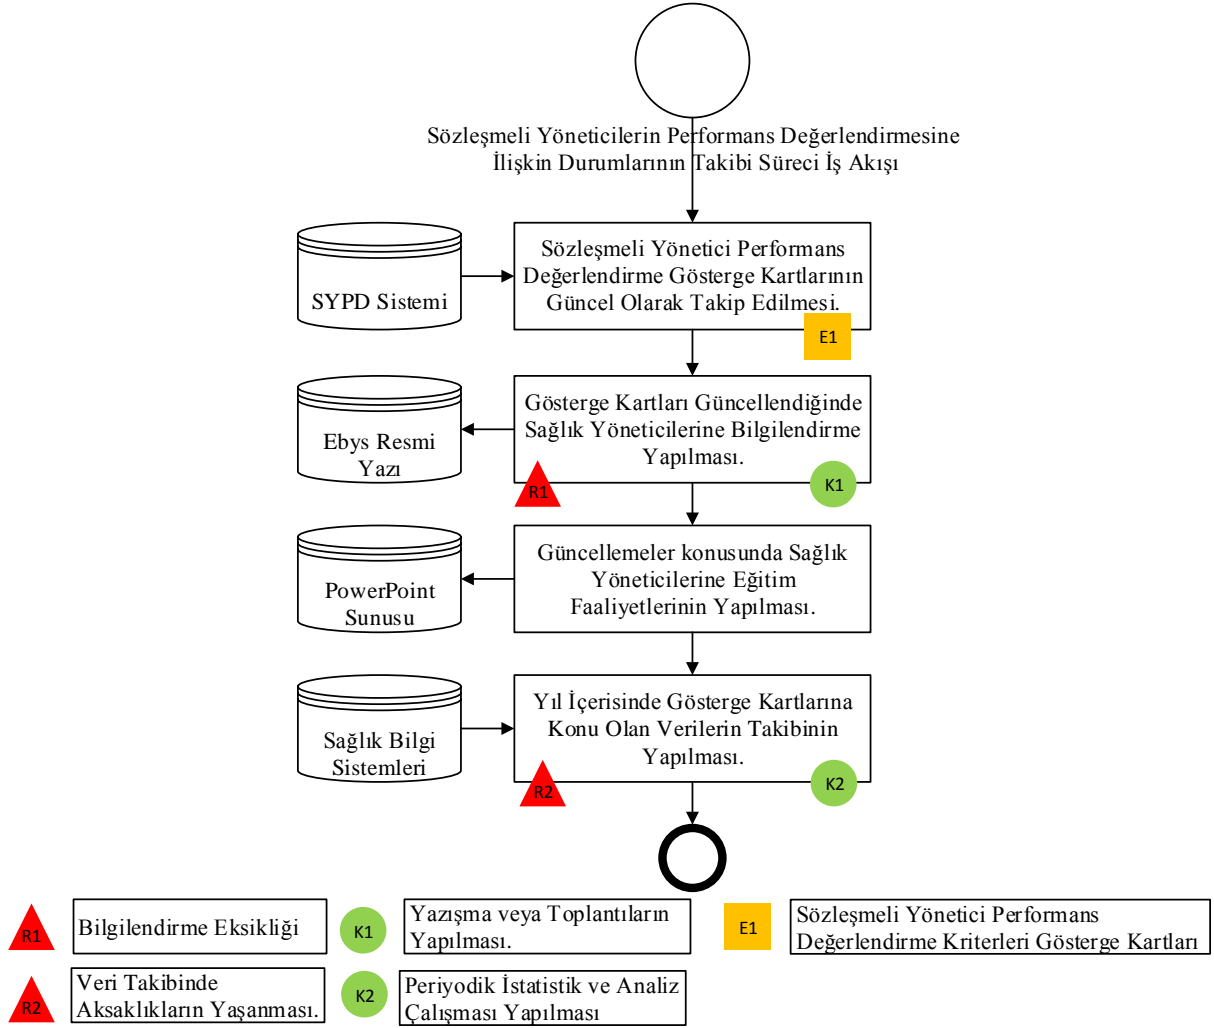 Sözleşmeli Yöneticilerin Performans Değerlendirmesine
İlişkin Durumlarının Takibi Süreci İş Akışı
SYPD Sistemi
Sözleşmeli Yönetici Performans
Değerlendirme Gösterge Kartlarının
Güncel Olarak Takip Edilmesi.
E1
Ebys Resmi
Yazı
Gösterge Kartları Güncellendiğinde
Sağlık Yöneticilerine Bilgilendirme
Yapılması.
R1
K1
PowerPoint
Sunusu
Güncellemeler konusunda Sağlık
Yöneticilerine Eğitim
Faaliyetlerinin Yapılması.
Sağlık Bilgi
Sistemleri
Yıl İçerisinde Gösterge Kartlarına
Konu Olan Verilerin Takibinin
Yapılması.
R2
K2
R1
Bilgilendirme Eksikliği
K1
Yazışma veya Toplantıların
Yapılması.
E1
Sözleşmeli Yönetici Performans
Değerlendirme Kriterleri Gösterge Kartları
R2
Veri Takibinde
Aksaklıkların Yaşanması.
K2
Periyodik İstatistik ve Analiz
Çalışması Yapılması